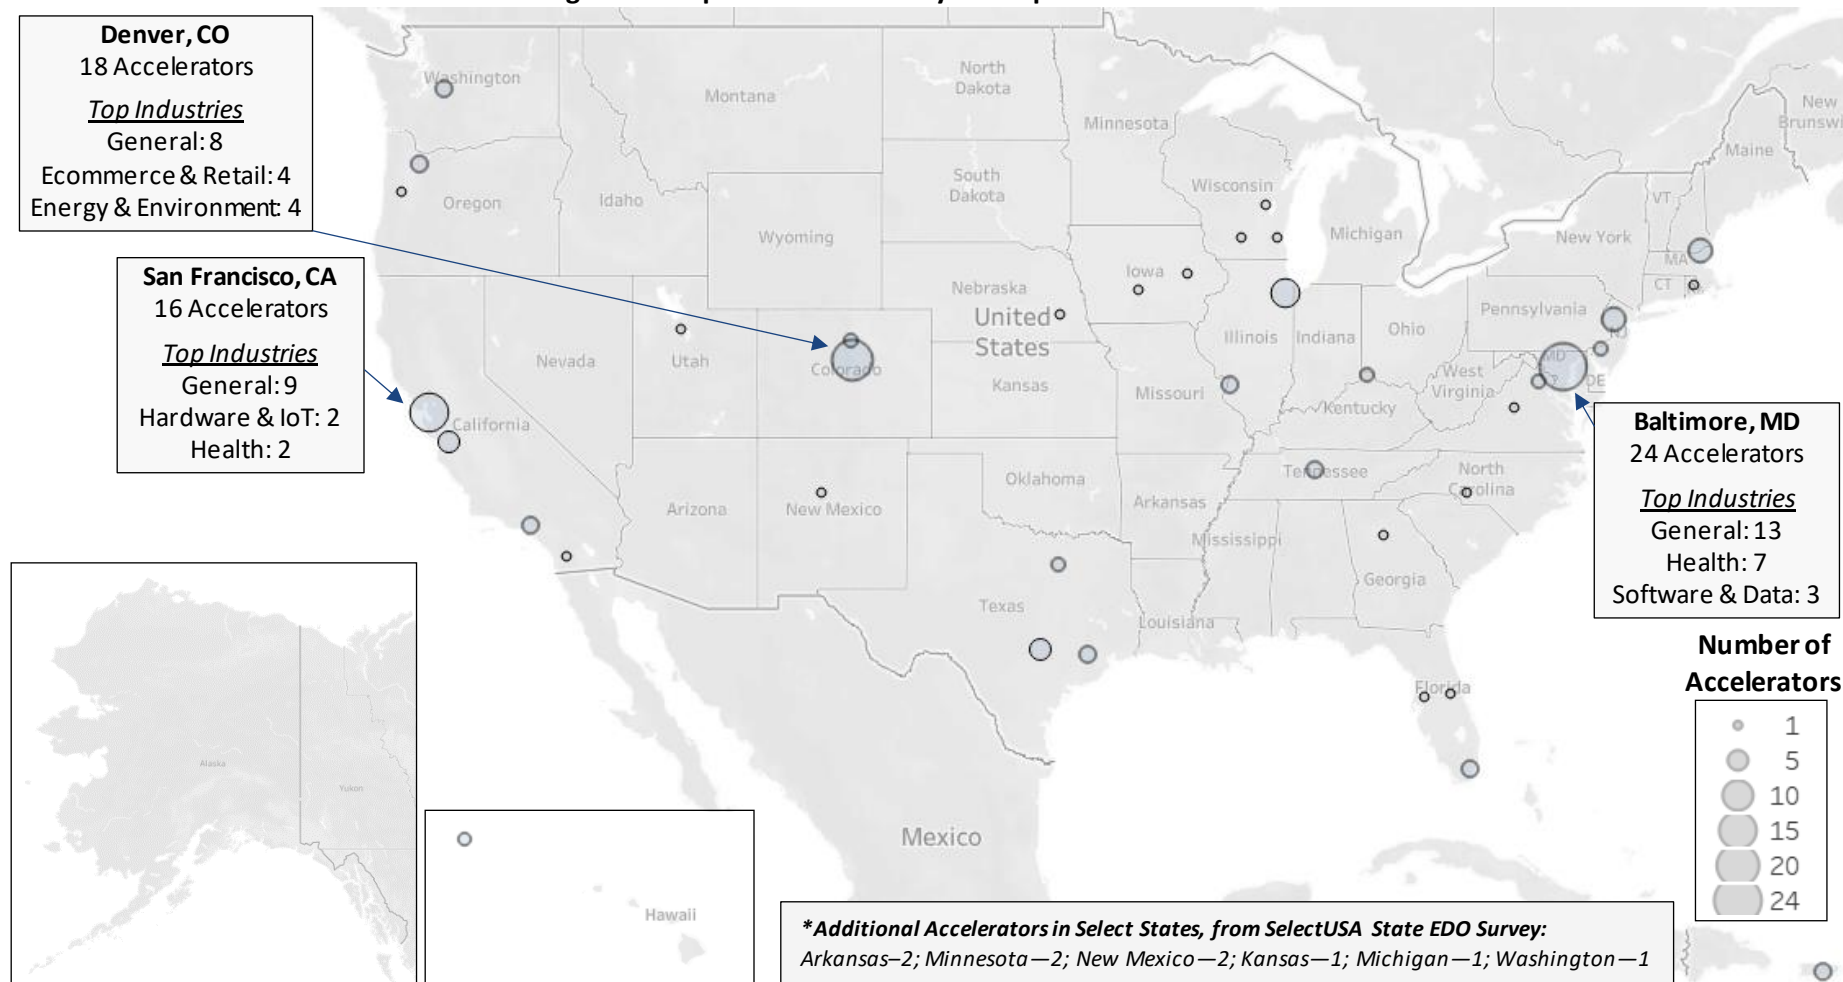 Denver, CO
18 Accelerators
Top Industries
General: 8
Ecommerce & Retail: 4
Energy & Environment: 4
San Francisco, CA
16 Accelerators
Top Industries
General: 9
Hardware & IoT: 2
Health: 2
Baltimore, MD
24 Accelerators
Top Industries
General: 13
Health: 7
Software & Data: 3
Number of
Accelerators
1
5
10
15
20
24
Washington
Montana
North
Dakota
Minnesota
New
Maine
Oregon
Idaho
South
Dakota
Wisconsin
Michigan
New York
VT
MA
CT
Wyoming
Iowa
Nebraska
Pennsylvania
NJ
United
States
Nevada
Utah
Colorado
Kansas
Illinois
Indiana
Ohio
MD
DE
West
Virginia
California
Missouri
Kentucky
Arizona
New Mexico
Oklahoma
Arkansas
Tennessee
North
Carolina
Mississippi
Georgia
Texas
Louisiana
Florida
Mexico
Alaska
Yukon
Hawaii
*Additional Accelerators in Select States, from SelectUSA State EDO Survey:
Arkansas–2; Minnesota—2; New Mexico—2; Kansas—1; Michigan—1; Washington—1